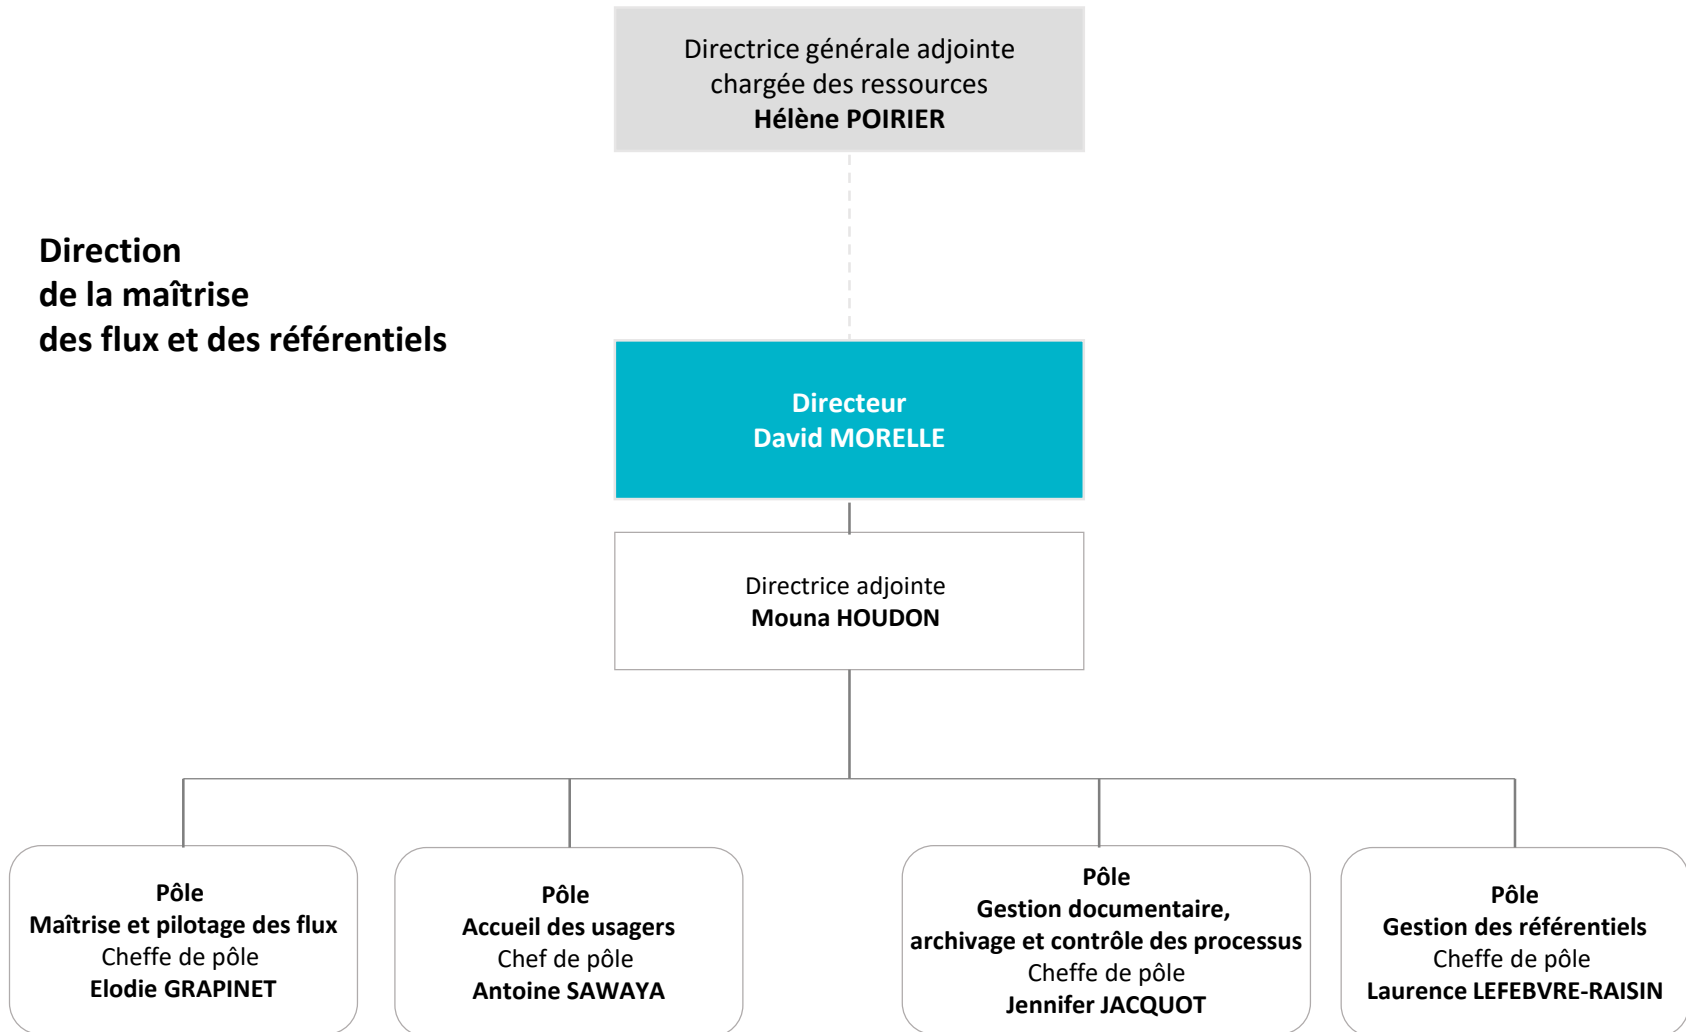 Directrice générale adjointe
chargée des ressources
Hélène POIRIER
Direction
de la maîtrise
des flux et des référentiels
Directeur
David MORELLE
Directrice adjointe
Mouna HOUDON
Pôle
Maîtrise et pilotage des flux
Cheffe de pôle
Elodie GRAPINET
Pôle
Accueil des usagers
Chef de pôle
Antoine SAWAYA
Pôle
Gestion documentaire,
archivage et contrôle des processus
Cheffe de pôle
Jennifer JACQUOT
Pôle
Gestion des référentiels
Cheffe de pôle
Laurence LEFEBVRE-RAISIN